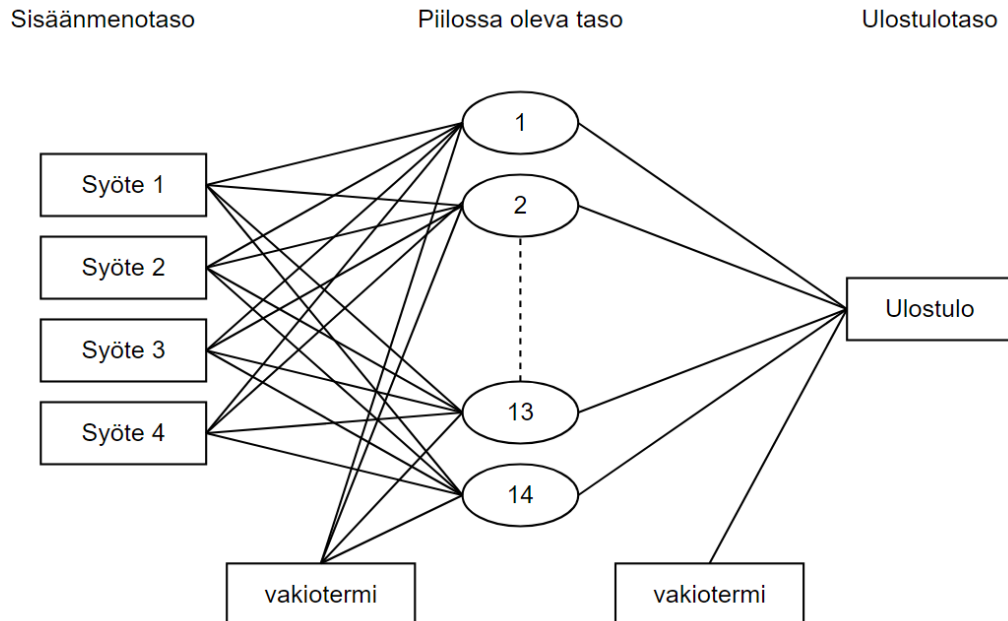 Sisäänmenotaso
Piilossa oleva taso
Ulostulotaso
Syöte 1
Syöte 2
Syöte 3
Syöte 4
1
2
13
14
Ulostulo
vakiotermi
vakiotermi